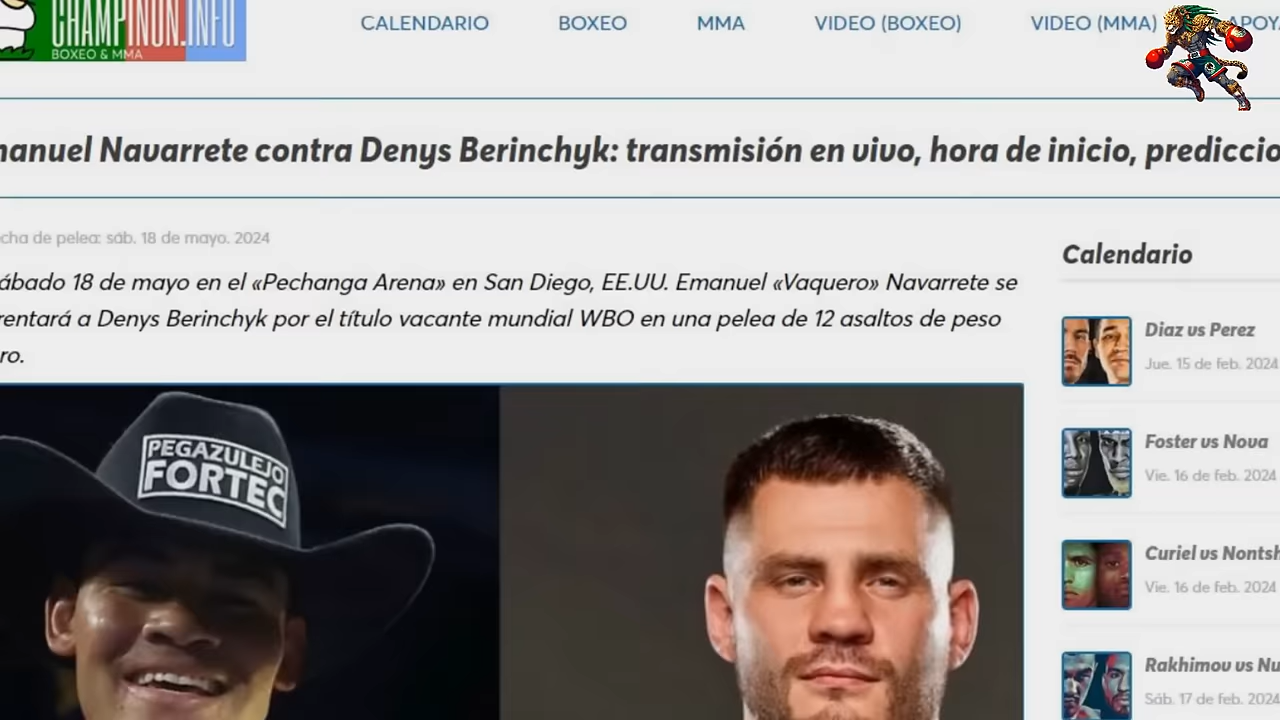 CHAMPINON.INFO
BOXEO & MMA
CALENDARIO BOXEO MMA VIDEO (BOXEO) VIDEO (MMA) APOY
manuel Navarrete contra Denys Berinchyk: transmisión en vivo, hora de inicio, prediccio
cha de pelea: sáb. 18 de mayo. 2024
ábado 18 de mayo en el «Pechanga Arena» en San Diego, EE.UU. Emanuel «Vaquero» Navarrete se
rentará a Denys Berinchyk por el título vacante mundial WBO en una pelea de 12 asaltos de peso
ro.
PEGAZULEJO
FORTEC
Calendario
Diaz vs Perez
Jue. 15 de feb. 2024
Foster vs Nova
Vie. 16 de feb. 2024
Curiel vs Nontsh
Vie. 16 de feb. 2024
Rakhimov vs Nu
Sáb. 17 de feb. 2024